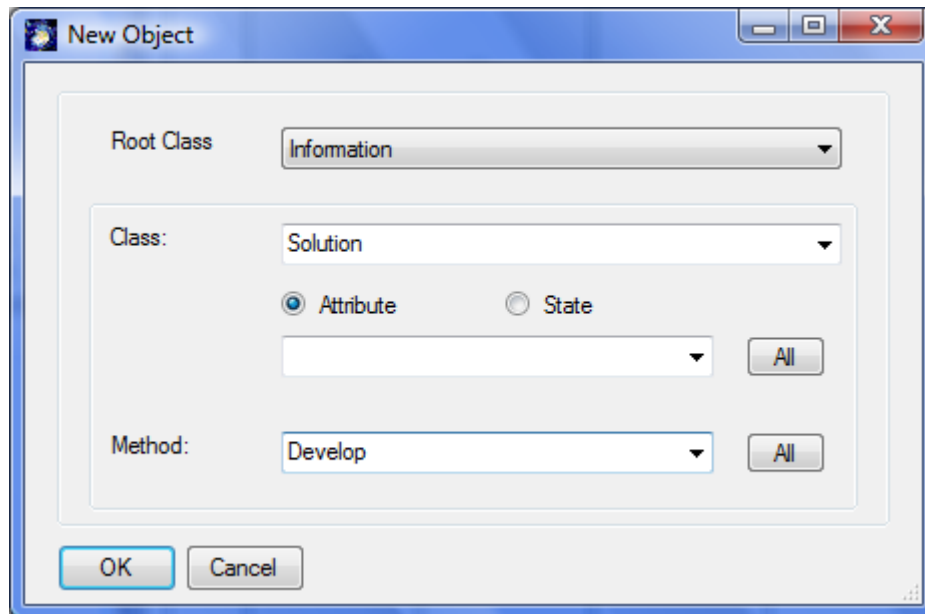 New Object
Root Class Information
Class: Solution
Attribute State
All
Method: Develop All
OK Cancel